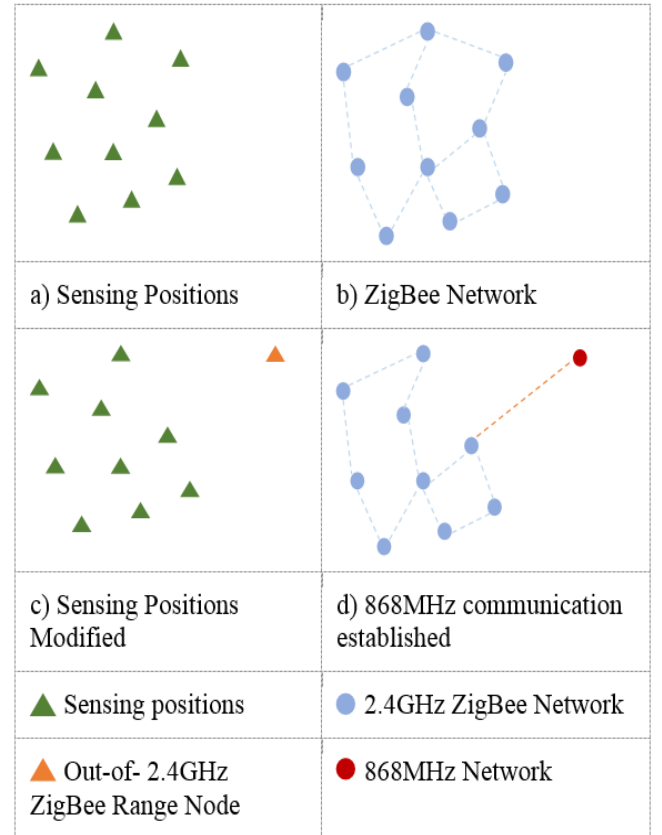 a) Sensing Positions
b) ZigBee Network
c) Sensing Positions
Modified
d) 868MHz communication
established
Sensing positions
2.4GHz ZigBee Network
Out-of- 2.4GHz
ZigBee Range Node
868MHz Network